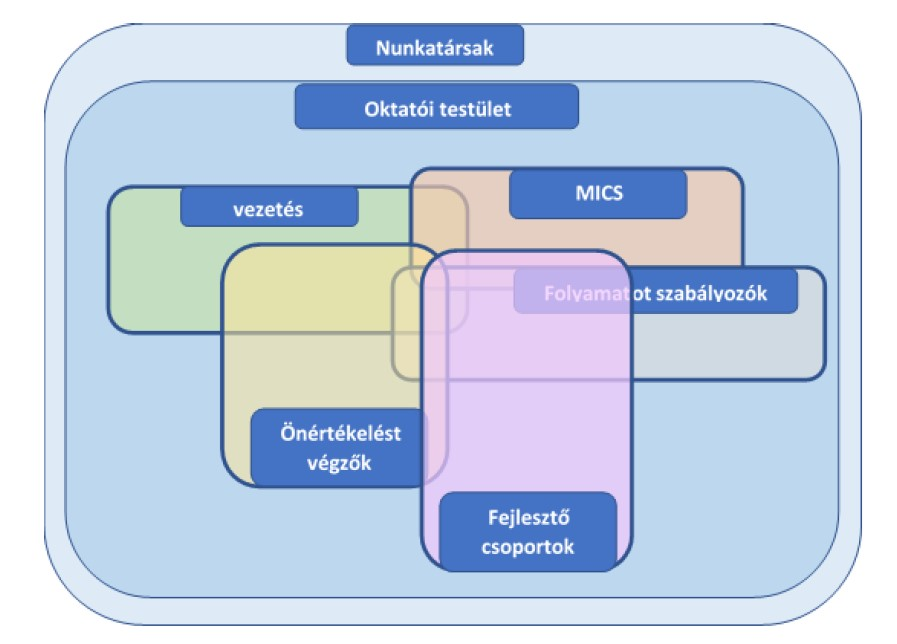 Nunkatársak
Oktatói testület
MICS
vezetés
Folyamatot szabályozók
Önértékelést
végzők
Fejlesztő
csoportok